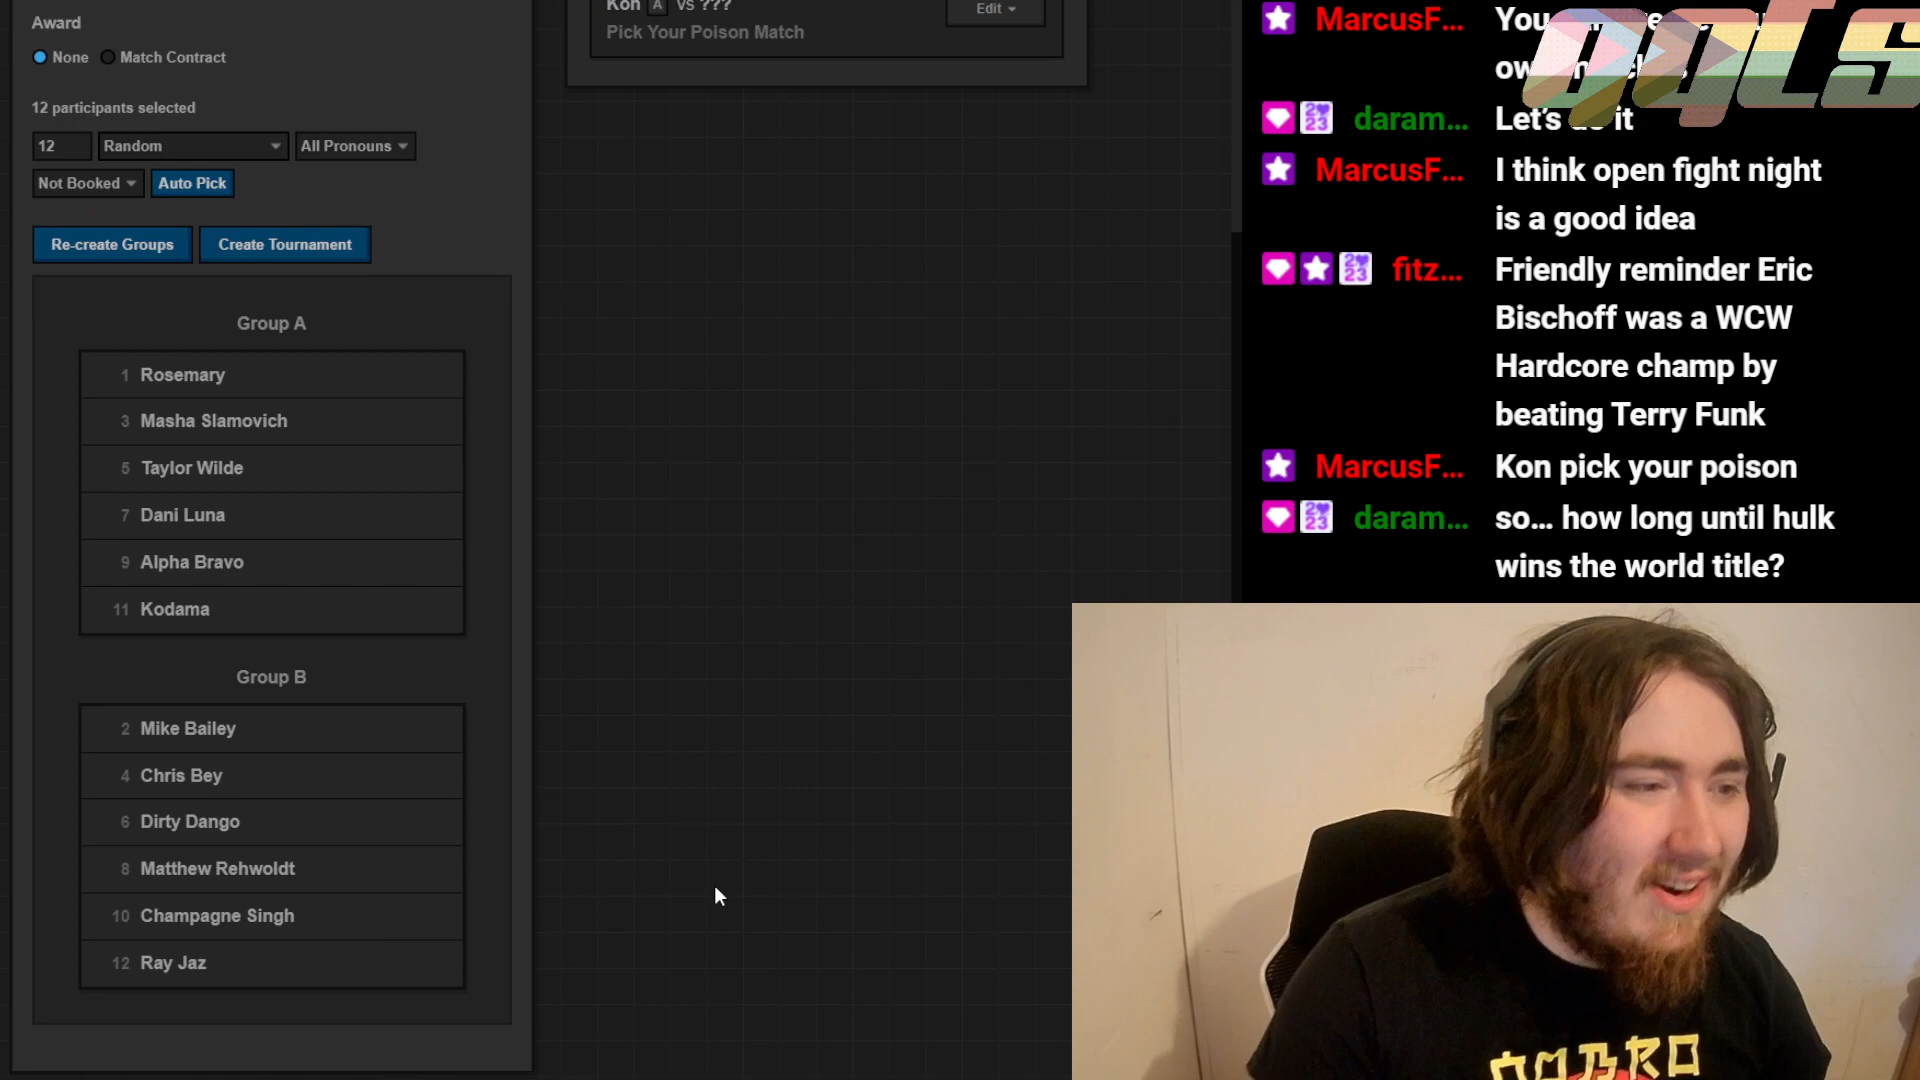 Award
None
Match Contract
12 participants selected
12
Random
All Pronouns
Not Booked
Auto Pick
Re-create Groups
Create Tournament
Group A
1 Rosemary
3 Masha Slamovich
5 Taylor Wilde
7 Dani Luna
9 Alpha Bravo
11 Kodama
Group B
2 Mike Bailey
4 Chris Bey
6 Dirty Dango
8 Matthew Rehwoldt
10 Champagne Singh
12 Ray Jaz
Kon A vs ???
Pick Your Poison Match
Edit
MarcusF... You
daram... Let's do it
MarcusF... I think open fight night
is a good idea
fitz... Friendly reminder Eric
Bischoff was a WCW
Hardcore champ by
beating Terry Funk
MarcusF... Kon pick your poison
daram... so... how long until hulk
wins the world title?